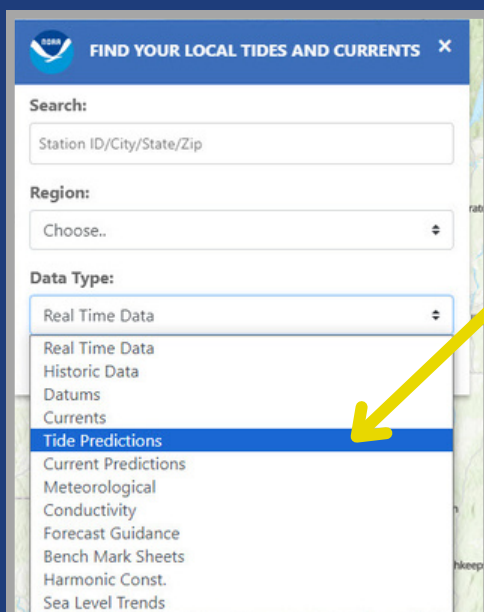 NOAA
FIND YOUR LOCAL TIDES AND CURRENTS ×
Search:
Station ID/City/State/Zip
Region:
Choose..
Data Type:
Real Time Data
Real Time Data
Historic Data
Datums
Currents
Tide Predictions
Current Predictions
Meteorological
Conductivity
Forecast Guidance
Bench Mark Sheets
Harmonic Const.
Sea Level Trends